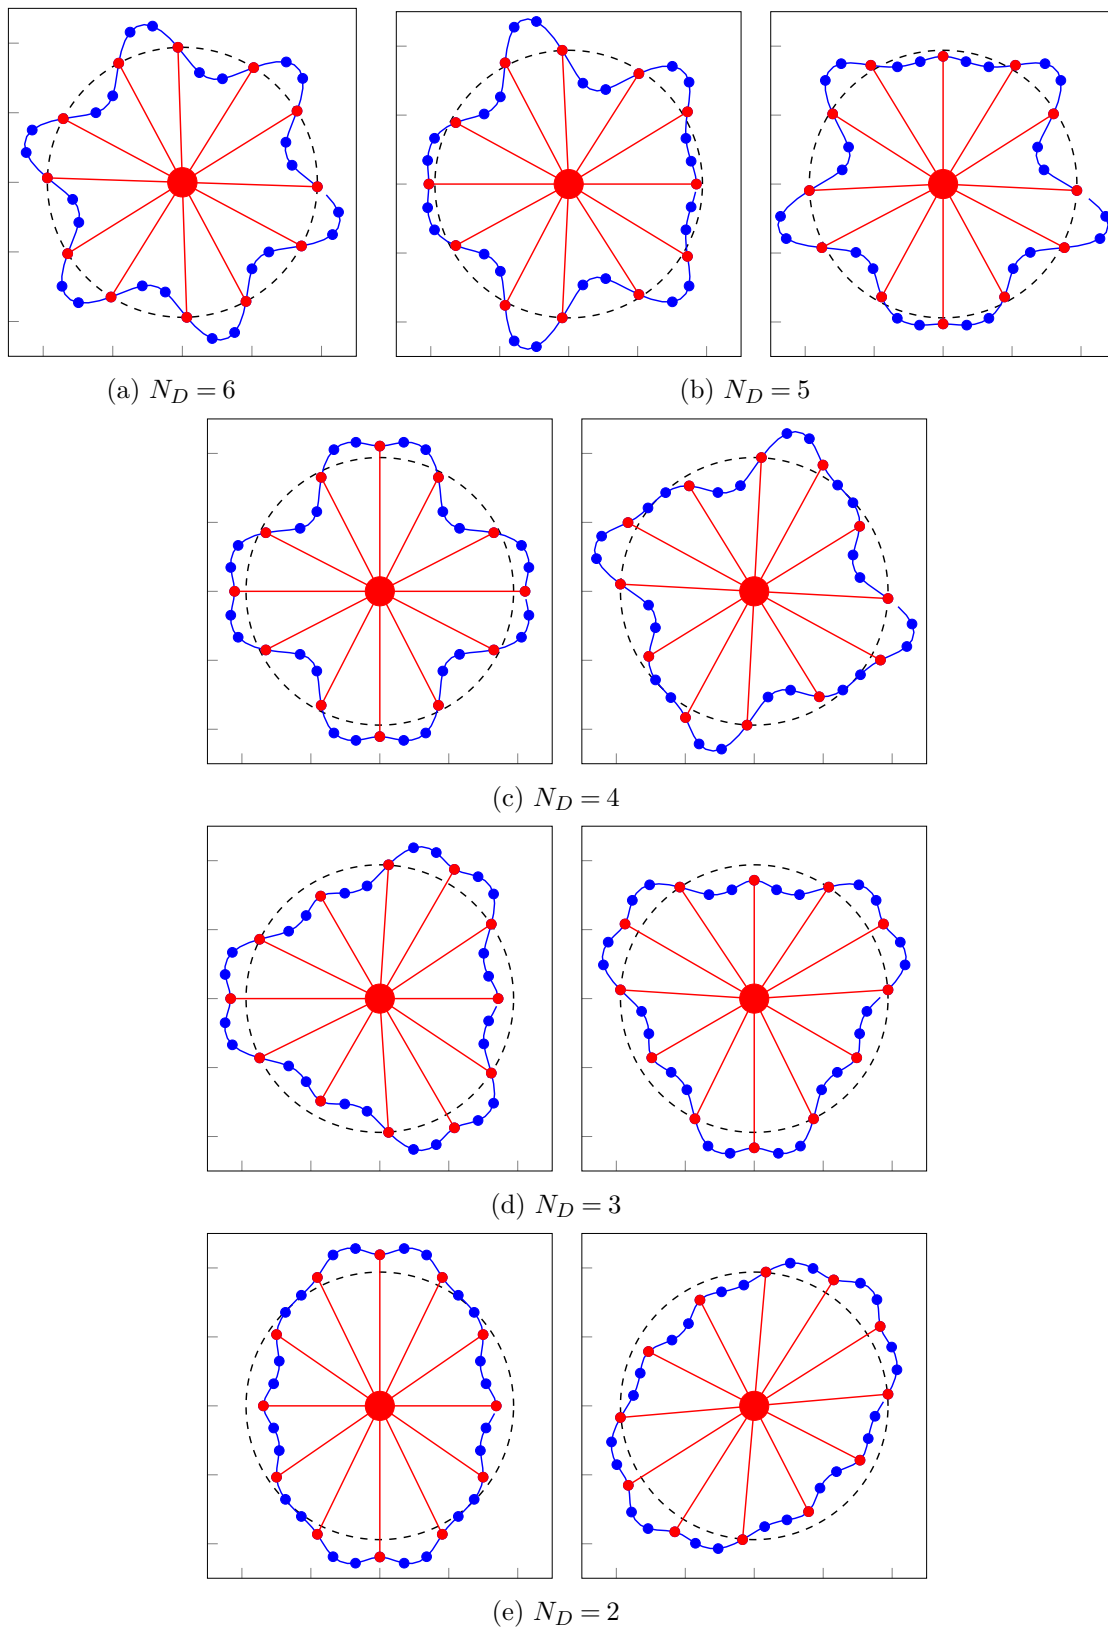 (a) N_D = 6
(b) N_D = 5
(c) N_D = 4
(d) N_D = 3
(e) N_D = 2